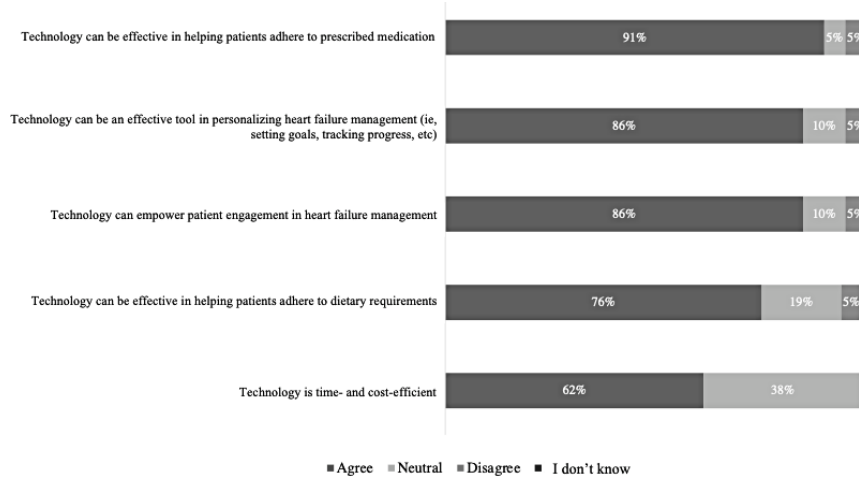 Technology can be effective in helping patients adhere to prescribed medication
91%
5%
5%
Technology can be an effective tool in personalizing heart failure management (ie,
setting goals, tracking progress, etc)
86%
10%
5%
Technology can empower patient engagement in heart failure management
86%
10%
5%
Technology can be effective in helping patients adhere to dietary requirements
76%
19%
5%
Technology is time- and cost-efficient
62%
38%
Agree Neutral Disagree I don't know